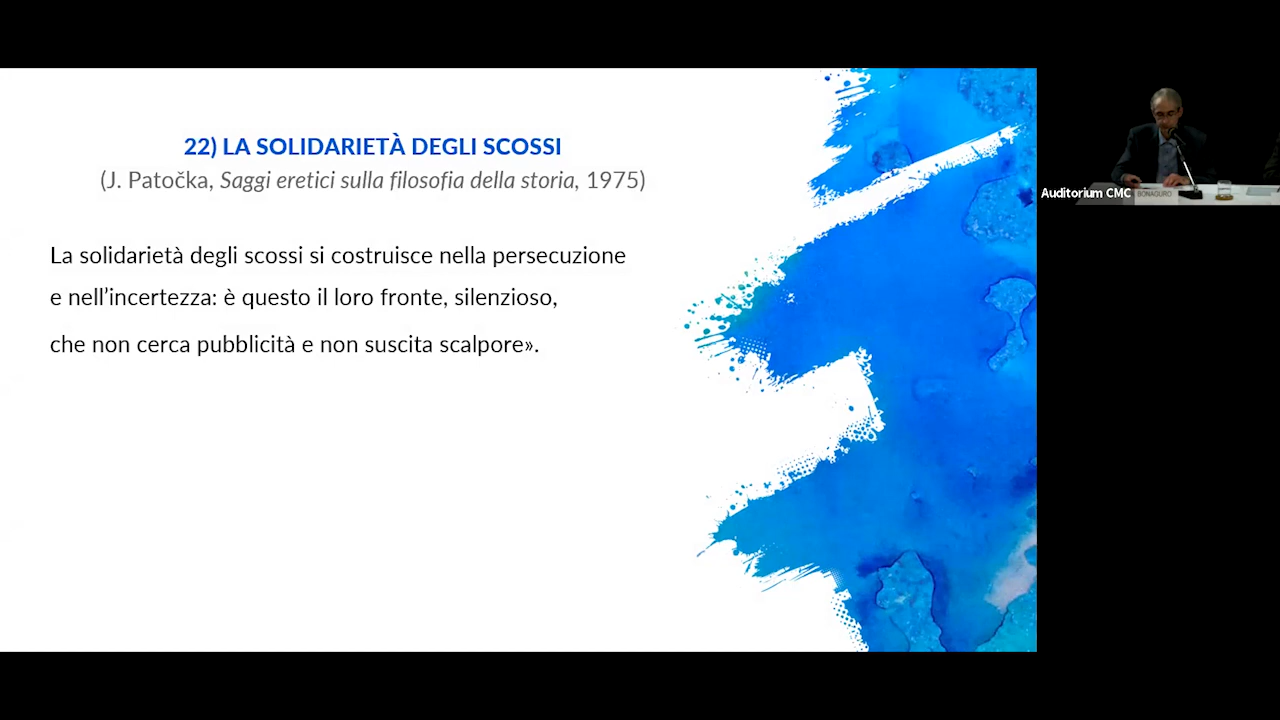 22) LA SOLIDARIETÀ DEGLI SCOSSI
(J. Patočka, Saggi eretici sulla filosofia della storia, 1975)
La solidarietà degli scossi si costruisce nella persecuzione
e nell’incertezza: è questo il loro fronte, silenzioso,
che non cerca pubblicità e non suscita scalpore».
Auditorium CMC
BONAGURO